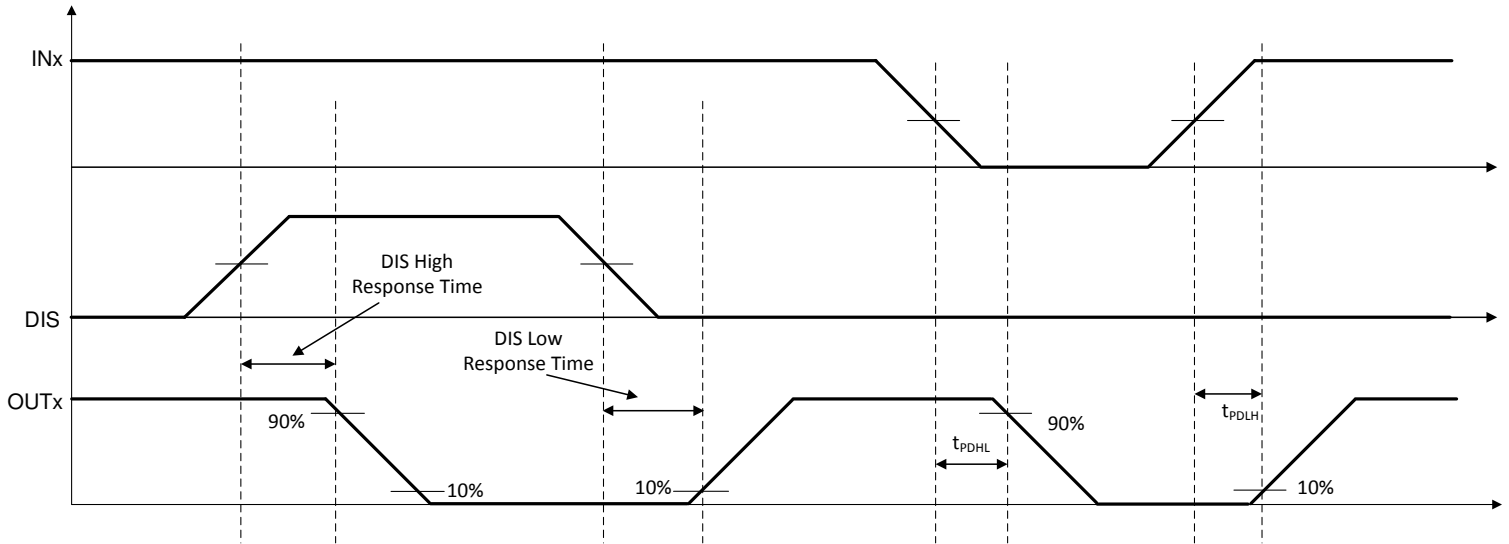 INx
DIS High
Response Time
DIS
DIS Low
Response Time
OUTx
90%
10%
10%
tPDHL
90%
tPDLH
10%